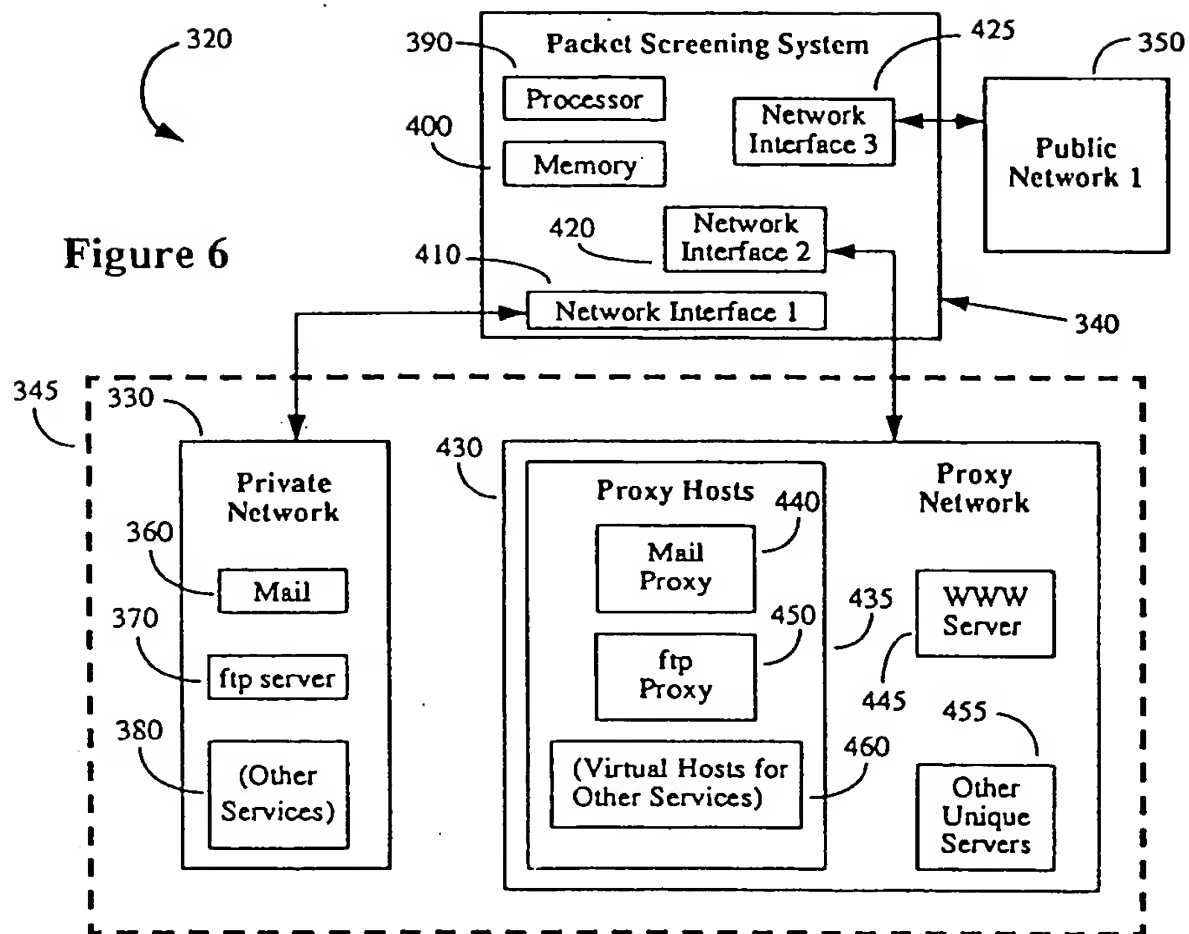 320
390
Packet Screening System
425
350
Processor
400
Memory
Network
Interface 3
Public
Network 1
Figure 6
420
Network
Interface 2
410
Network Interface 1
340
345
330
430
Private
Network
360
Mail
370
ftp server
380
(Other
Services)
Proxy Hosts
440
Mail
Proxy
450
435
ftp
Proxy
(Virtual Hosts for
Other Services)
460
Proxy
Network
WWW
Server
445
455
Other
Unique
Servers